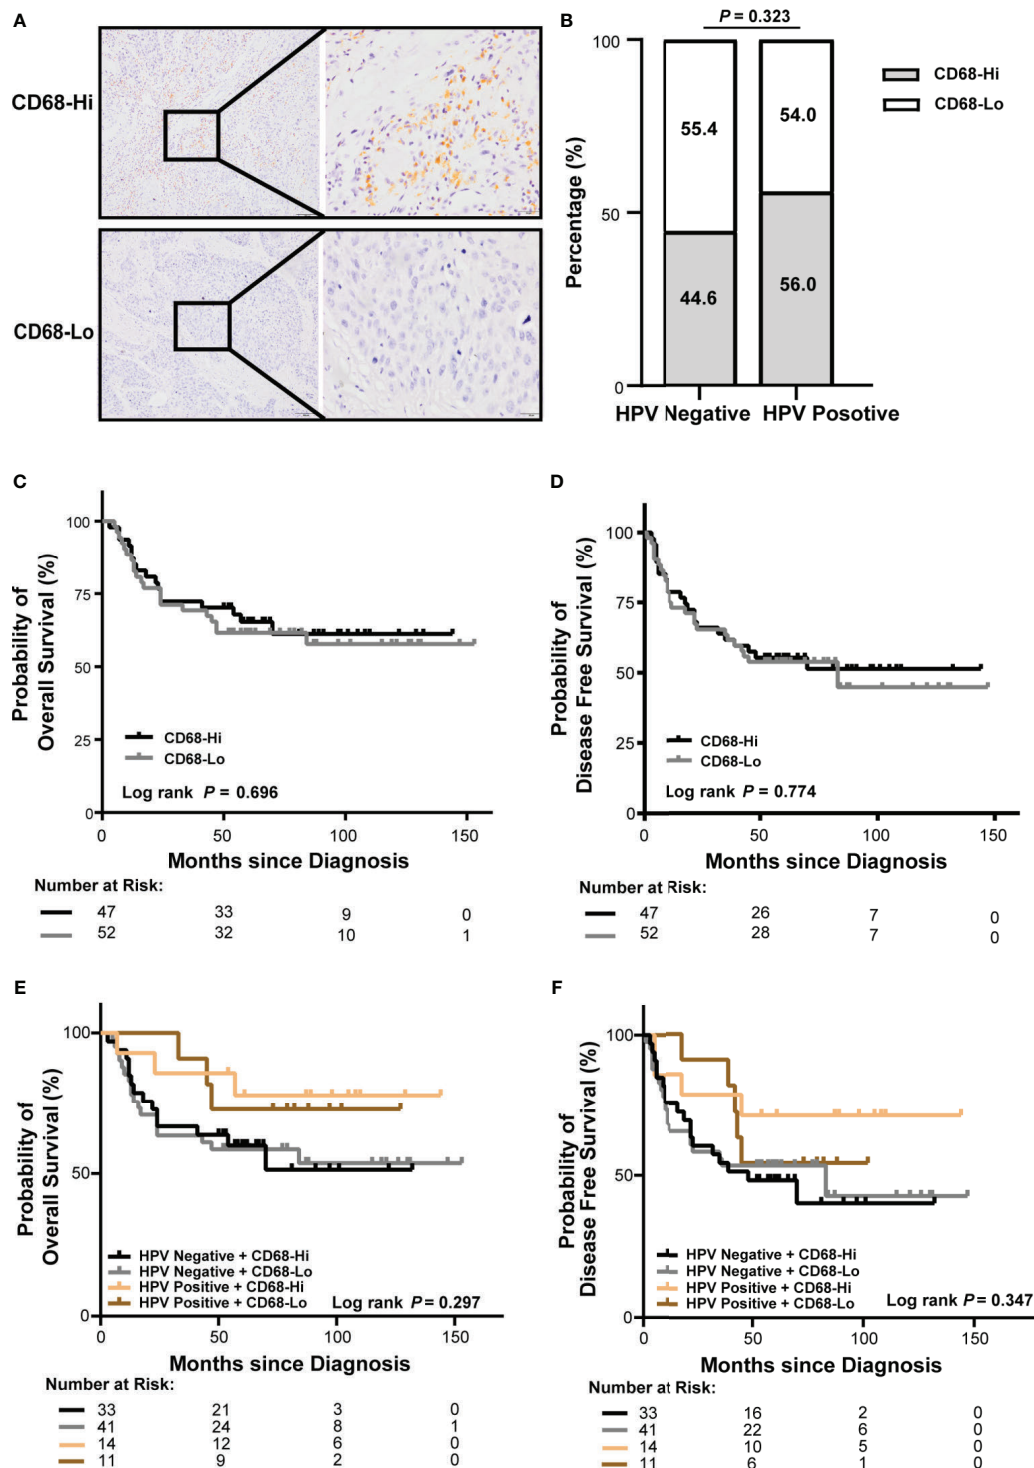 A
CD68-Hi
CD68-Lo
B
P = 0.323
100
50
0
Percentage (%)
55.4
44.6
54.0
56.0
HPV Negative
HPV Posotive
CD68-Hi
CD68-Lo
C
Probability of
Overall Survival (%)
100
75
50
25
0
CD68-Hi
CD68-Lo
Log rank P = 0.696
0 50 100 150
Months since Diagnosis
Number at Risk:
47 33 9 0
52 32 10 1
D
Probability of
Disease Free Survival (%)
100
75
50
25
0
CD68-Hi
CD68-Lo
Log rank P = 0.774
0 50 100 150
Months since Diagnosis
Number at Risk:
47 26 7 0
52 28 7 0
E
Probability of
Overall Survival (%)
100
50
0
HPV Negative + CD68-Hi
HPV Negative + CD68-Lo
HPV Positive + CD68-Hi
HPV Positive + CD68-Lo
Log rank P = 0.297
0 50 100 150
Months since Diagnosis
Number at Risk:
33 21 3 0
41 24 8 1
14 12 6 0
11 9 2 0
F
Probability of
Disease Free Survival (%)
100
50
0
HPV Negative + CD68-Hi
HPV Negative + CD68-Lo
HPV Positive + CD68-Hi
HPV Positive + CD68-Lo
Log rank P = 0.347
0 50 100 150
Months since Diagnosis
Number at Risk:
33 16 2 0
41 22 6 0
14 10 5 0
11 6 1 0